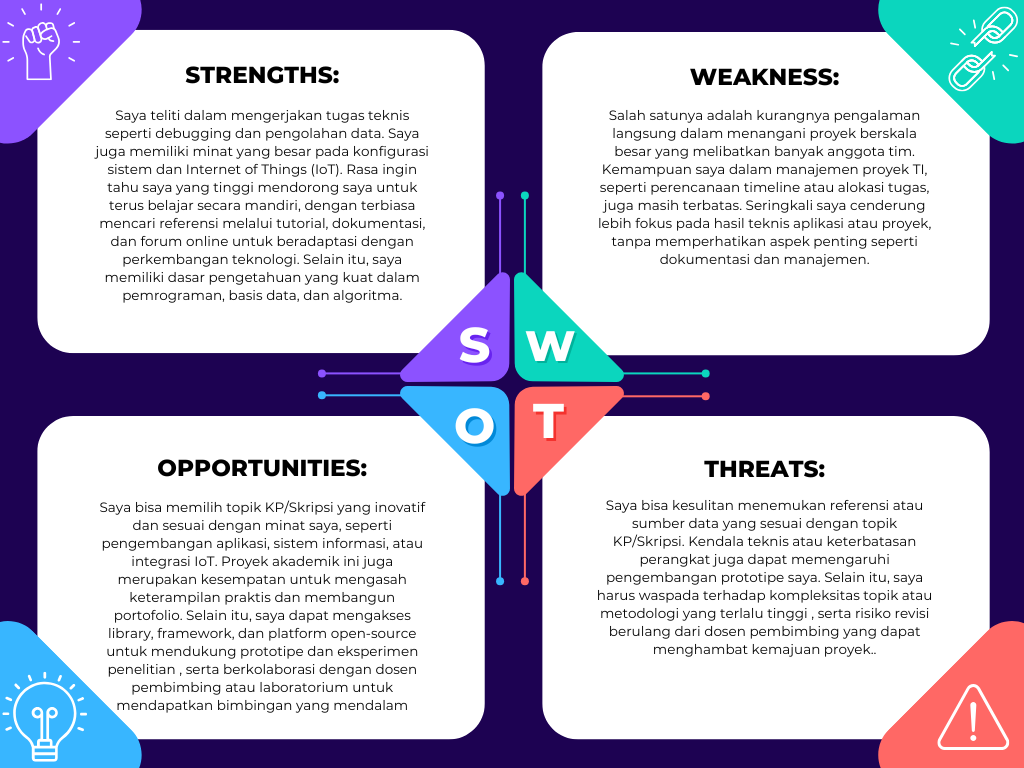 STRENGTHS:
Saya teliti dalam mengerjakan tugas teknis
seperti debugging dan pengolahan data. Saya
juga memiliki minat yang besar pada konfigurasi
sistem dan Internet of Things (IoT). Rasa ingin
tahu saya yang tinggi mendorong saya untuk
terus belajar secara mandiri, dengan terbiasa
mencari referensi melalui tutorial, dokumentasi,
dan forum online untuk beradaptasi dengan
perkembangan teknologi. Selain itu, saya
memiliki dasar pengetahuan yang kuat dalam
pemrograman, basis data, dan algoritma.
WEAKNESS:
Salah satunya adalah kurangnya pengalaman
langsung dalam menangani proyek berskala
besar yang melibatkan banyak anggota tim.
Kemampuan saya dalam manajemen proyek TI,
seperti perencanaan timeline atau alokasi tugas,
juga masih terbatas. Seringkali saya cenderung
lebih fokus pada hasil teknis aplikasi atau proyek,
tanpa memperhatikan aspek penting seperti
dokumentasi dan manajemen.
S
W
O
T
OPPORTUNITIES:
Saya bisa memilih topik KP/Skripsi yang inovatif
dan sesuai dengan minat saya, seperti
pengembangan aplikasi, sistem informasi, atau
integrasi IoT. Proyek akademik ini juga
merupakan kesempatan untuk mengasah
keterampilan praktis dan membangun
portofolio. Selain itu, saya dapat mengakses
library, framework, dan platform open-source
untuk mendukung prototipe dan eksperimen
penelitian , serta berkolaborasi dengan dosen
pembimbing atau laboratorium untuk
mendapatkan bimbingan yang mendalam
THREATS:
Saya bisa kesulitan menemukan referensi atau
sumber data yang sesuai dengan topik
KP/Skripsi. Kendala teknis atau keterbatasan
perangkat juga dapat memengaruhi
pengembangan prototipe saya. Selain itu, saya
harus waspada terhadap kompleksitas topik atau
metodologi yang terlalu tinggi , serta risiko revisi
berulang dari dosen pembimbing yang dapat
menghambat kemajuan proyek..